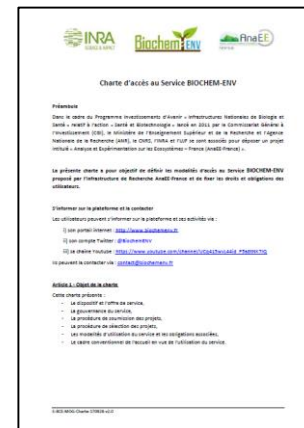 INRA
SCIENCE & IMPACT
Biochem ENV
AnaEE
Charte d'accès au Service BIOCHEM-ENV
Préambule
Dans le cadre du Programme Investissements d'Avenir « Infrastructures Nationales de Biologie et
Santé » relatif à l'action « Santé et Biotechnologie » lancé en 2011 par le Commissariat Général à
l'Investissement (CGI), le Ministère de l'Enseignement Supérieur et de la Recherche et l'Agence
Nationale de la Recherche (ANR), le CNRS, l'INRA et l'UJF se sont associés pour déposer un projet
intitulé « Analyse et Expérimentation sur les Ecosystèmes – France (AnaEE France) ».
La présente charte a pour objectif de définir les modalités d'accès au Service BIOCHEM-ENV
proposé par l'Infrastructure de Recherche AnaEE-France et de fixer les droits et obligations des
utilisateurs.
S'informer sur la plateforme et la contacter
Les utilisateurs peuvent s'informer sur la plateforme et ses activités via :
i) son portail internet : http://www.biochemenv.fr
ii) son compte Twitter : @BiochemEnv
iii) sa chaîne Youtube :
Ils peuvent la contacter via : contact@biochemenv.fr
Article 1 : Objet de la charte
Cette charte présente :
- Le dispositif et l'offre de service,
- La gouvernance du service,
- La procédure de soumission des projets,
- La procédure de sélection des projets,
- Les modalités d'utilisation du service et les obligations associées,
- Le cadre conventionnel de l'accueil en vue de l'utilisation du service.